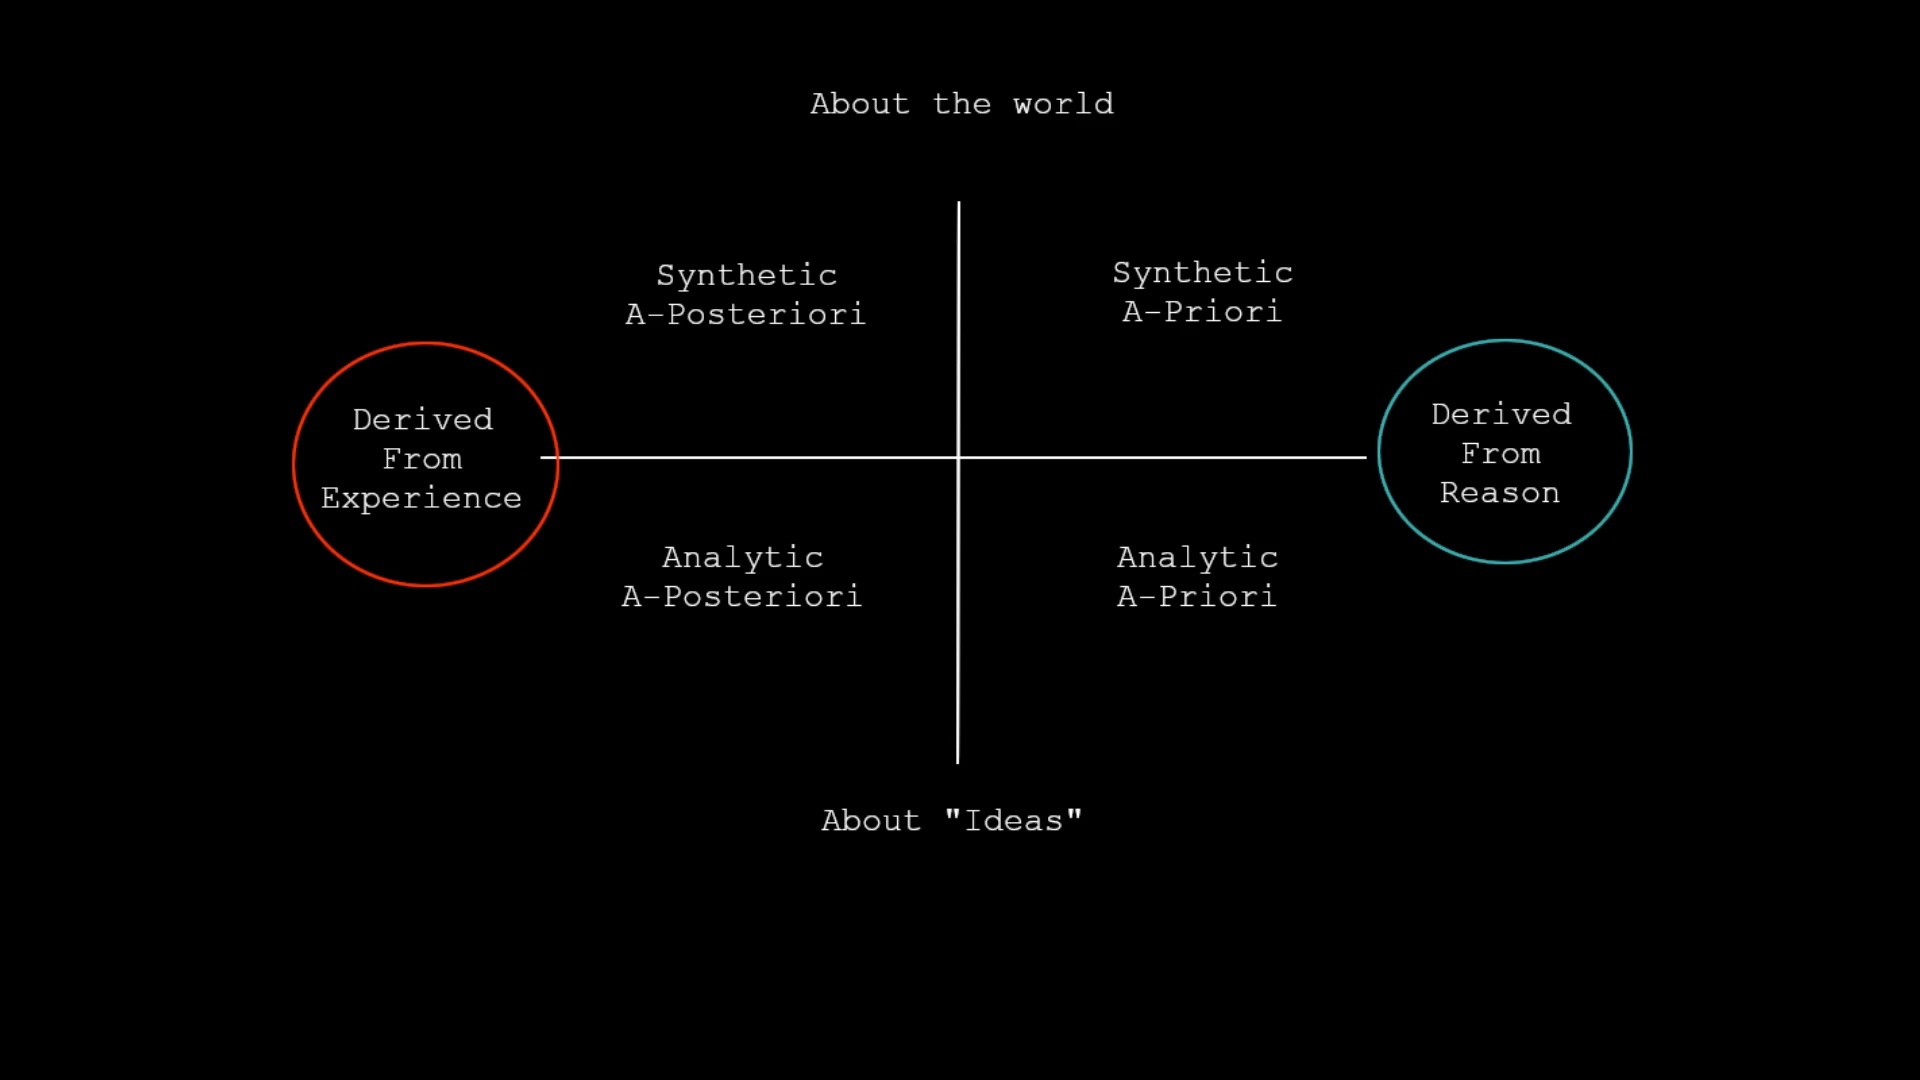 About the world
Synthetic
A-Posteriori
Synthetic
A-Priori
Derived
From
Experience
Derived
From
Reason
Analytic
A-Posteriori
Analytic
A-Priori
About "Ideas"